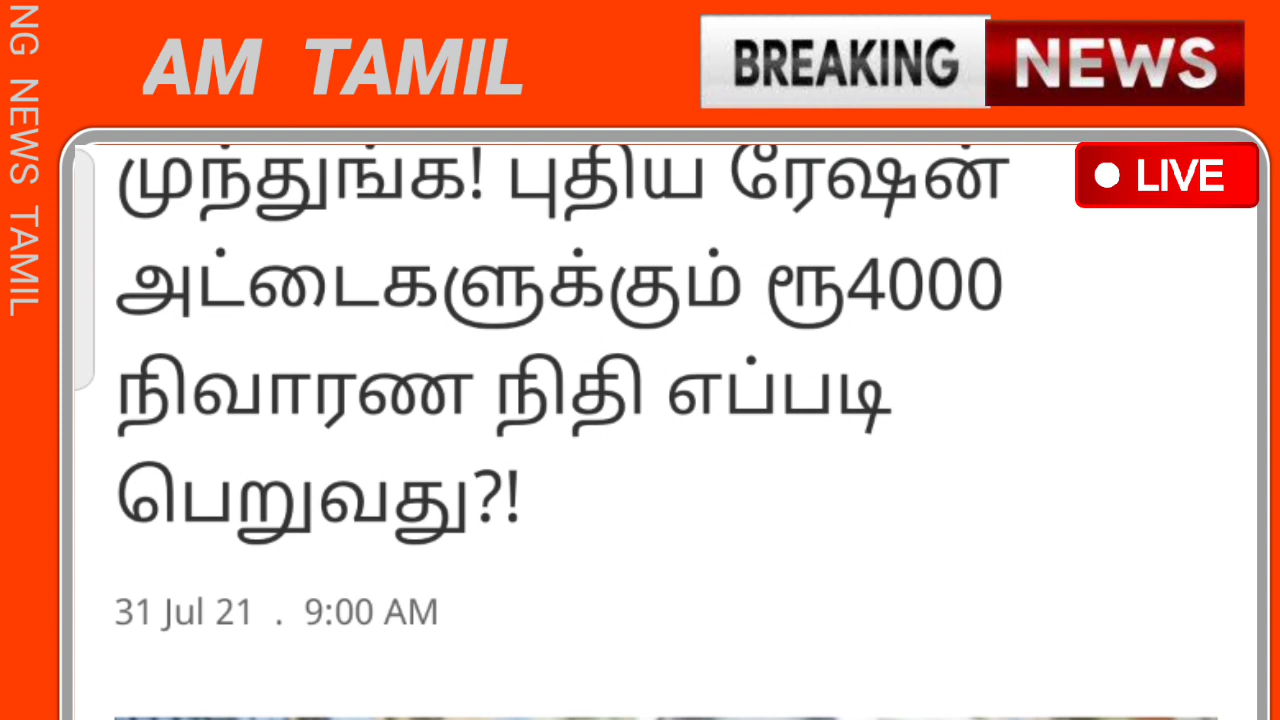 NG NEWS TAMIL
AM TAMIL
BREAKING NEWS
LIVE
முந்துங்க! புதிய ரேஷன்
அட்டைகளுக்கும் ரூ4000
நிவாரண நிதி எப்படி
பெறுவது?!
31 Jul 21 . 9:00 AM